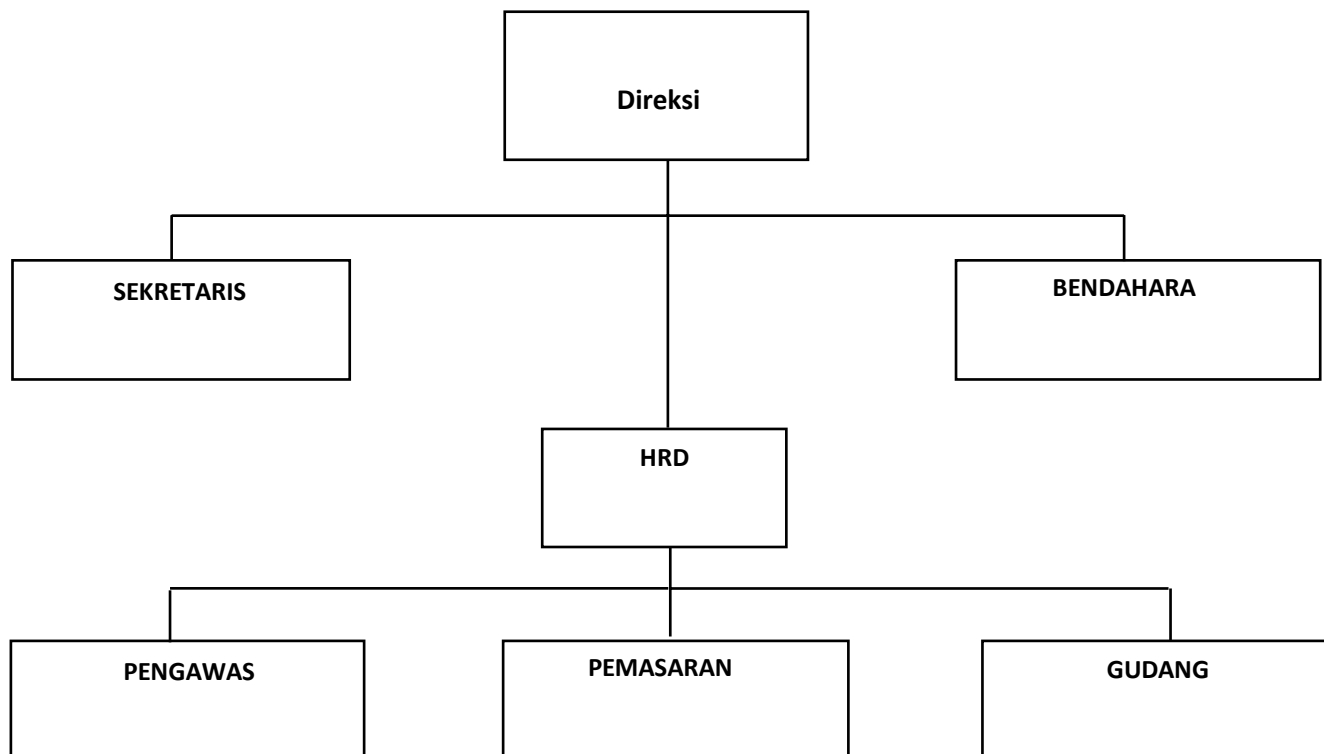 Direksi
SEKRETARIS
BENDAHARA
HRD
PENGAWAS
PEMASARAN
GUDANG